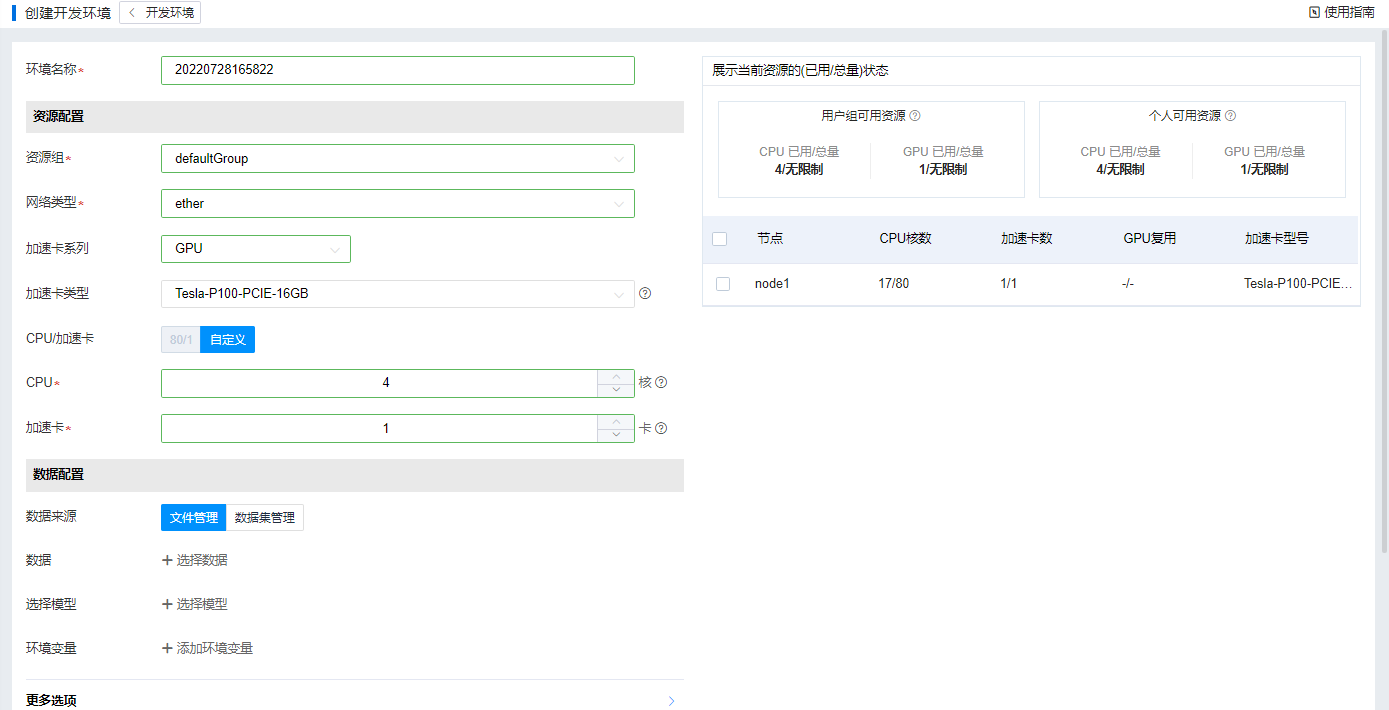 创建开发环境 开发环境 使用指南
环境名称* 20220728165822
资源配置
资源组* defaultGroup
网络类型* ether
加速卡系列 GPU
加速卡类型 Tesla-P100-PCIE-16GB
CPU/加速卡 80/1 自定义
CPU* 4 核
加速卡* 1 卡
数据配置
数据来源 文件管理 数据集管理
数据 选择数据
选择模型 选择模型
环境变量 添加环境变量
更多选项
展示当前资源的(已用/总量)状态
用户组可用资源
CPU 已用/总量 GPU 已用/总量
4/无限制 1/无限制
个人可用资源
CPU 已用/总量 GPU 已用/总量
4/无限制 1/无限制
节点 CPU核数 加速卡数 GPU复用 加速卡型号
node1 17/80 1/1 -/- Tesla-P100-PCIE...